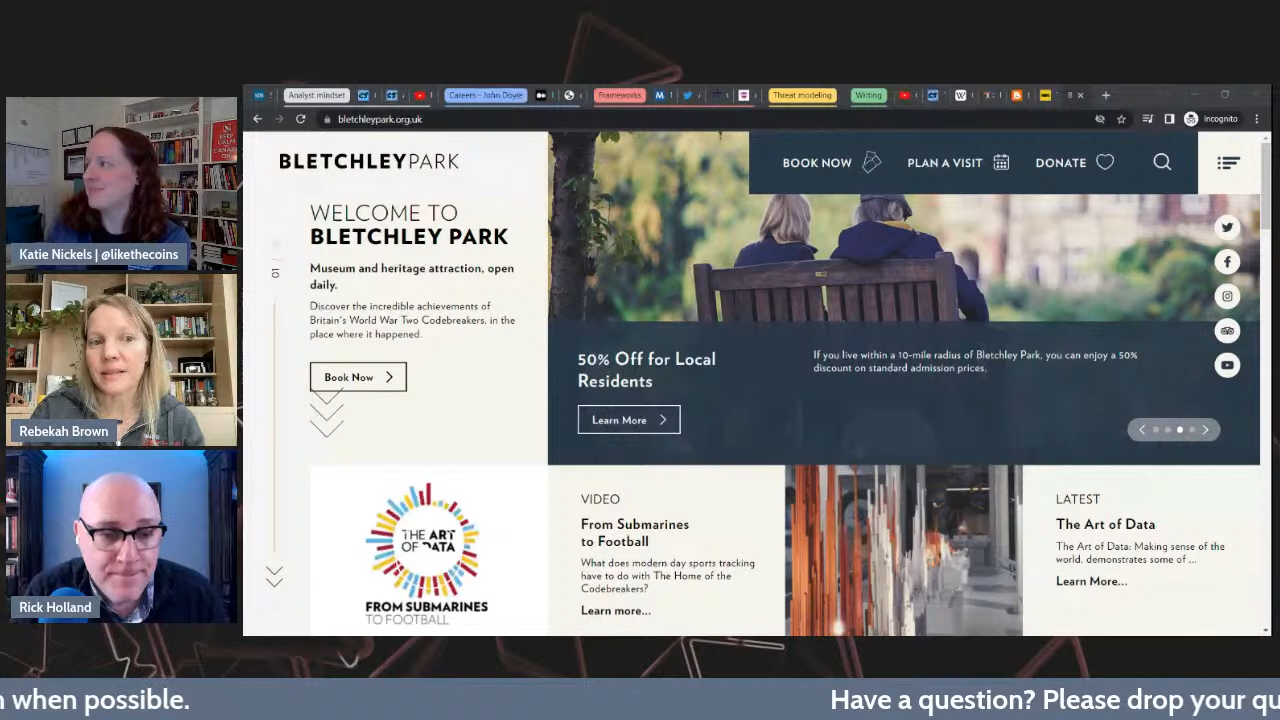 Analyst mindset
Careers - John Doyle
Frameworks
Threat modeling
Writing
bletchleypark.org.uk
Incognito
BLETCHLEYPARK
BOOK NOW
PLAN A VISIT
DONATE
WELCOME TO
BLETCHLEY PARK
01
Museum and heritage attraction, open
daily.
Discover the incredible achievements of
Britain's World War Two Codebreakers, in the
place where it happened.
Book Now
50% Off for Local
Residents
If you live within a 10-mile radius of Bletchley Park, you can enjoy a 50%
discount on standard admission prices.
Learn More
THE ART
OF DATA
FROM SUBMARINES
TO FOOTBALL
VIDEO
From Submarines
to Football
What does modern day sports tracking
have to do with The Home of the
Codebreakers?
Learn more...
LATEST
The Art of Data
The Art of Data: Making sense of the
world, demonstrates some of ...
Learn More...
KEEP
CALM
Katie Nickels | @likethecoins
Rebekah Brown
Rick Holland
n when possible.
Have a question? Please drop your qu